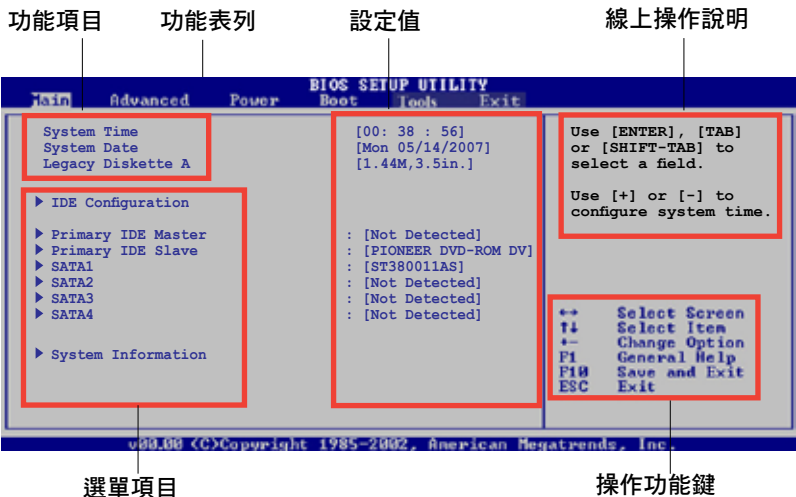 功能項目 功能表列 設定值 線上操作說明
BIOS SETUP UTILITY
Main Advanced Power Boot Tools Exit
System Time [00: 38 : 56]
System Date [Mon 05/14/2007]
Legacy Diskette A [1.44M,3.5in.]
IDE Configuration
Primary IDE Master : [Not Detected]
Primary IDE Slave : [PIONEER DVD-ROM DV]
SATA1 : [ST380011AS]
SATA2 : [Not Detected]
SATA3 : [Not Detected]
SATA4 : [Not Detected]
System Information
Use [ENTER], [TAB]
or [SHIFT-TAB] to
select a field.
Use [+] or [-] to
configure system time.
↔ Select Screen
↑↓ Select Item
+- Change Option
F1 General Help
F10 Save and Exit
ESC Exit
v00.00 (C)Copyright 1985-2002, American Megatrends, Inc.
選單項目 操作功能鍵